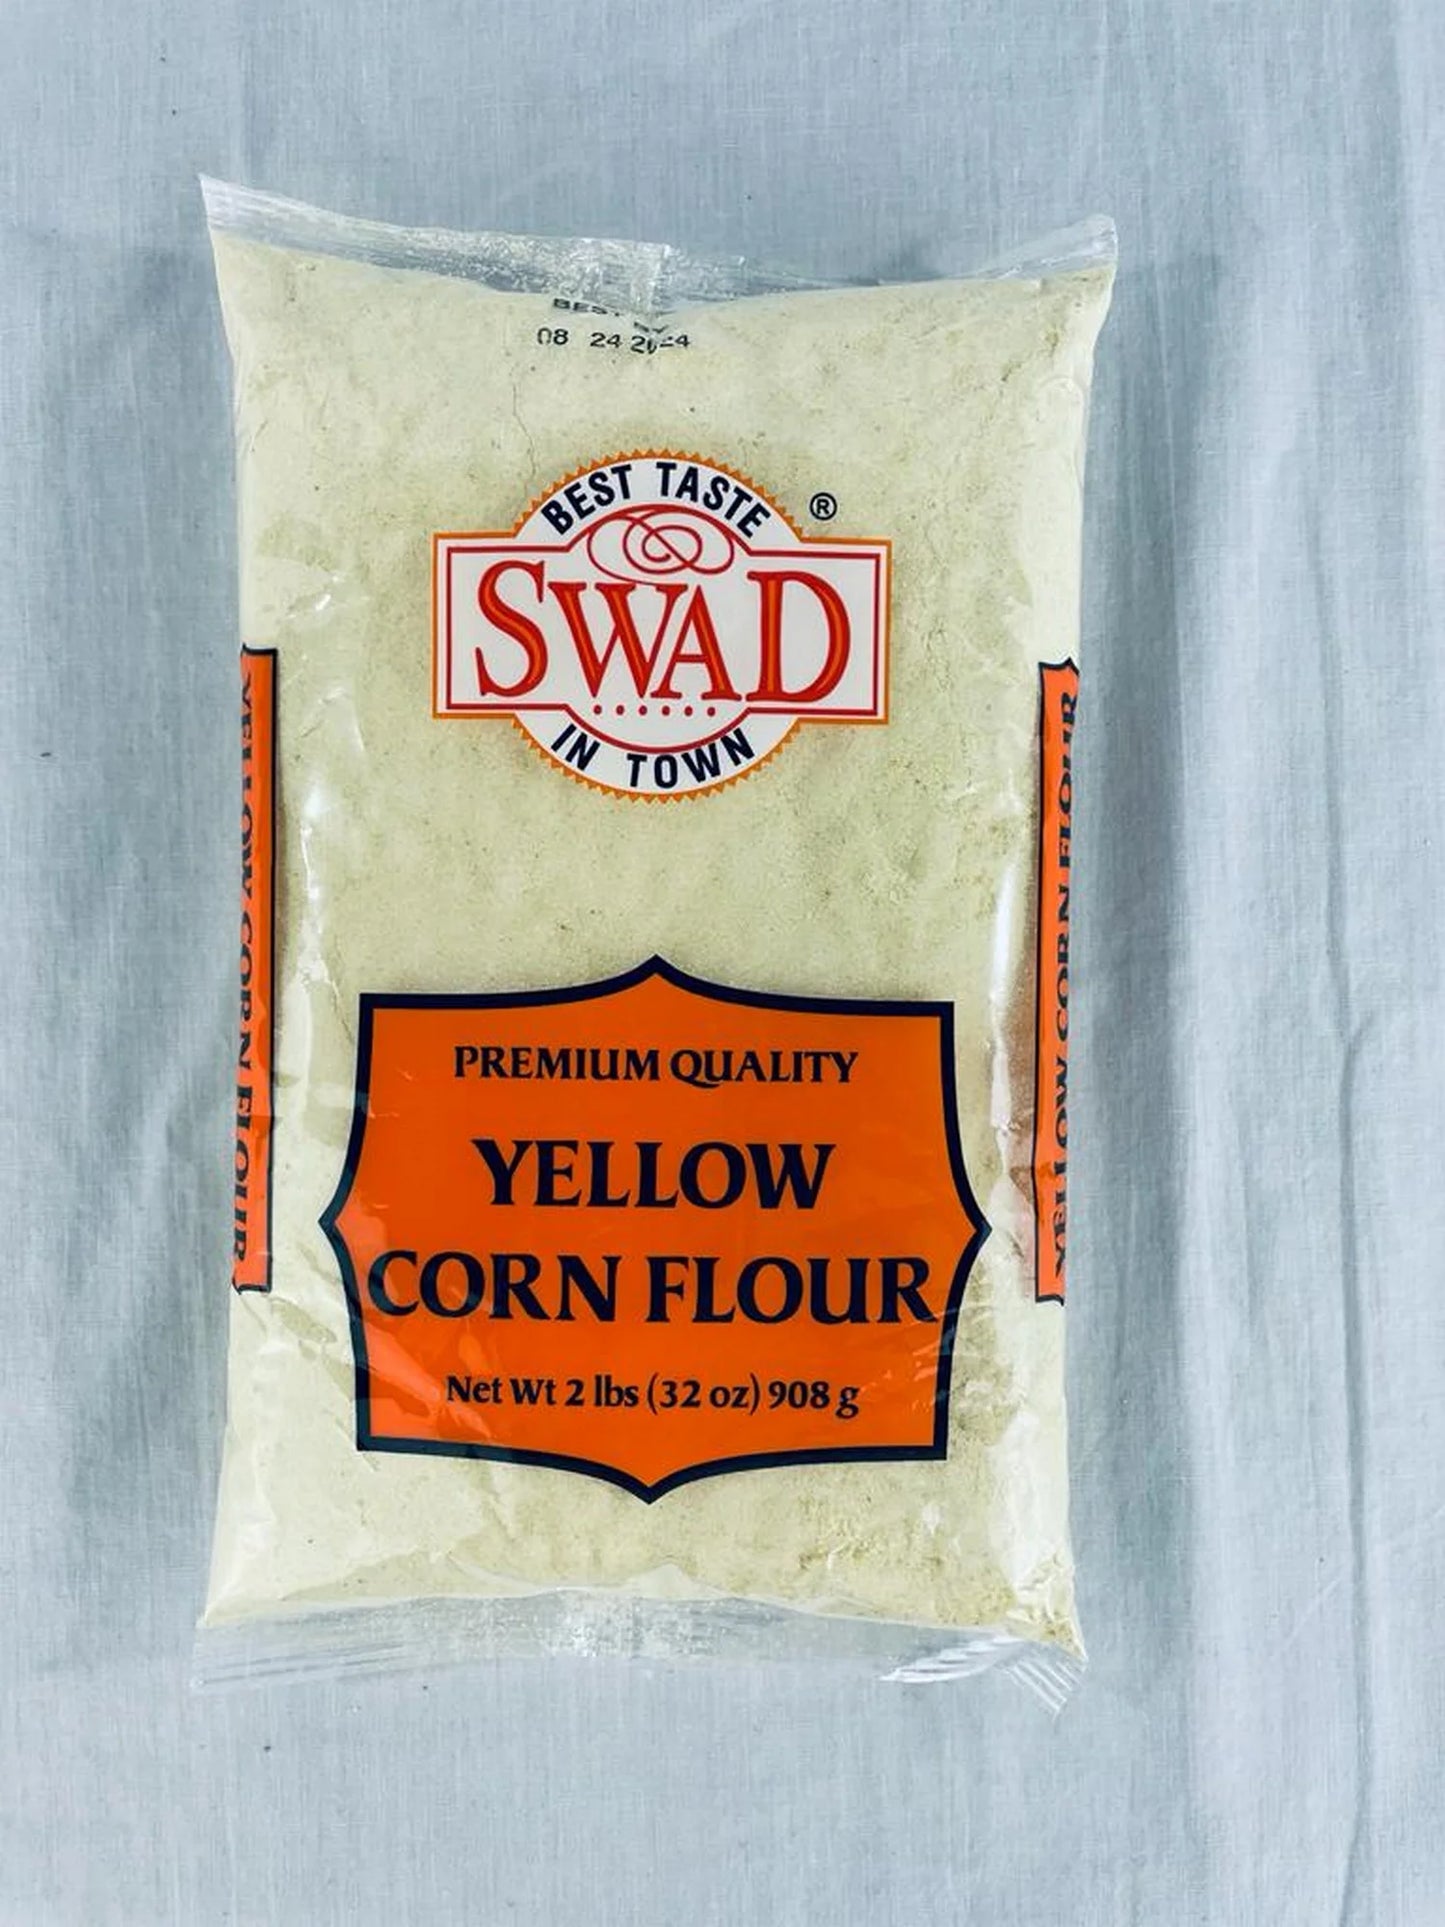 BEST BY
08 24 2024
BEST TASTE
®
SWAD
IN TOWN
YELLOW CORN FLOUR
YELLOW CORN FLOUR
PREMIUM QUALITY
YELLOW
CORN FLOUR
Net Wt 2 lbs (32 oz) 908 g